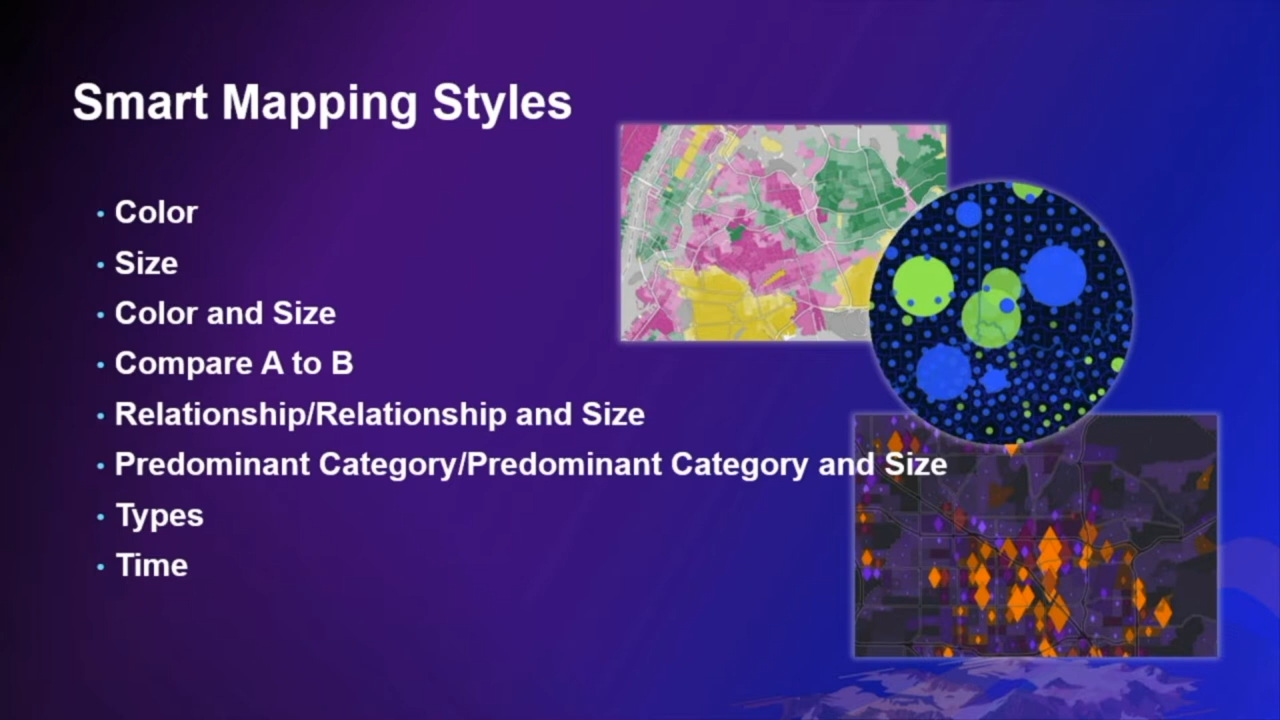 Smart Mapping Styles
• Color
• Size
• Color and Size
• Compare A to B
• Relationship/Relationship and Size
• Predominant Category/Predominant Category and Size
• Types
• Time